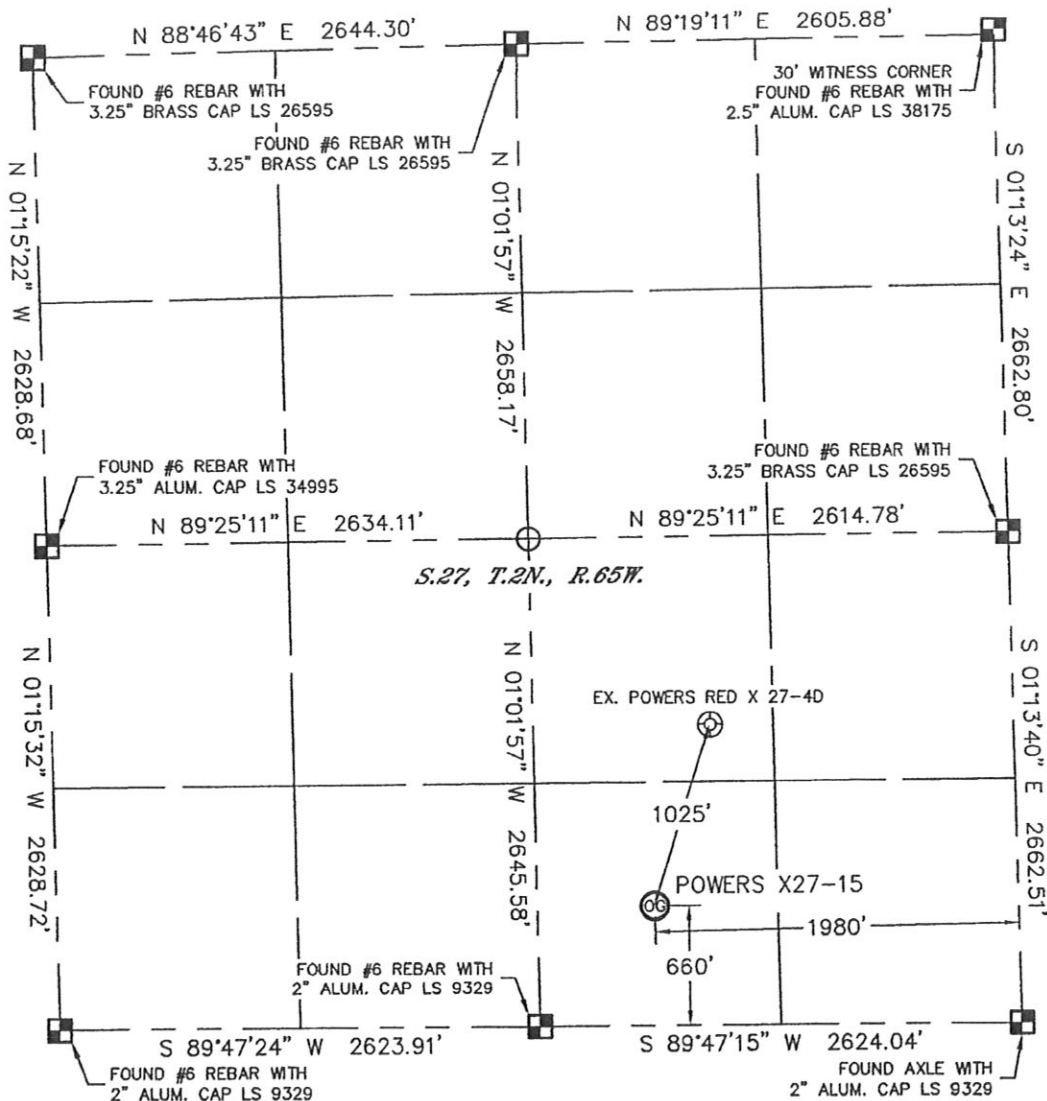 N 88°46'43" E 2644.30'
N 89°19'11" E 2605.88'
FOUND #6 REBAR WITH
3.25" BRASS CAP LS 26595
FOUND #6 REBAR WITH
3.25" BRASS CAP LS 26595
30' WITNESS CORNER
FOUND #6 REBAR WITH
2.5" ALUM. CAP LS 38175
N 01°15'22" W 2628.68'
N 01°01'57" W 2658.17'
S 01°13'24" E 2662.80'
FOUND #6 REBAR WITH
3.25" ALUM. CAP LS 34995
FOUND #6 REBAR WITH
3.25" BRASS CAP LS 26595
N 89°25'11" E 2634.11'
N 89°25'11" E 2614.78'
S.27, T.2N., R.65W.
N 01°15'32" W 2628.72'
N 01°01'57" W 2645.58'
S 01°13'40" E 2662.51'
EX. POWERS RED X 27-4D
1025'
OG
POWERS X27-15
1980'
660'
FOUND #6 REBAR WITH
2" ALUM. CAP LS 9329
S 89°47'24" W 2623.91'
S 89°47'15" W 2624.04'
FOUND #6 REBAR WITH
2" ALUM. CAP LS 9329
FOUND AXLE WITH
2" ALUM. CAP LS 9329